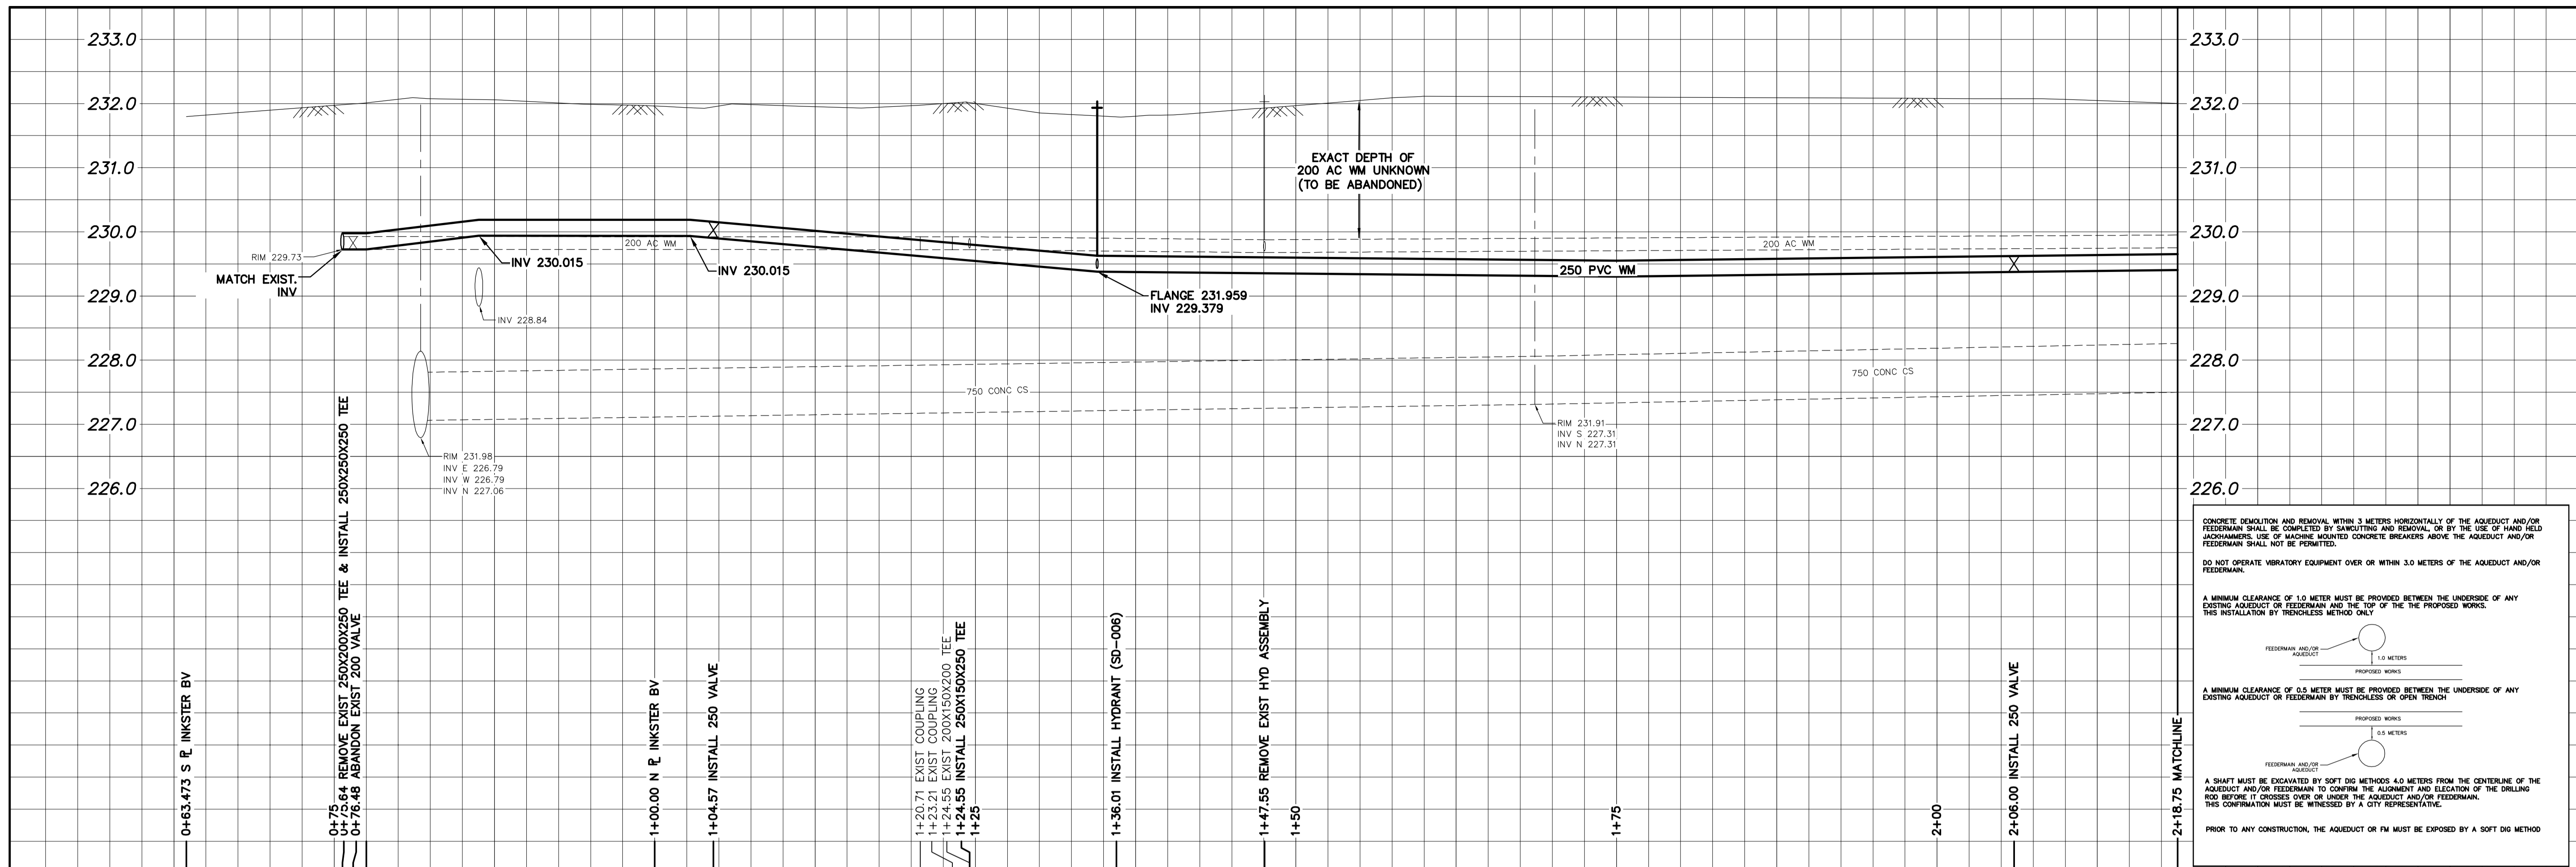 233.0
232.0
231.0
230.0
229.0
228.0
227.0
226.0
RIM 229.73
MATCH EXIST.
INV
INV 230.015
200 AC WM
INV 230.015
INV 228.84
RIM 231.98
INV E 226.79
INV W 226.79
INV N 227.06
750 CONC CS
FLANGE 231.959
INV 229.379
EXACT DEPTH OF
200 AC WM UNKNOWN
(TO BE ABANDONED)
250 PVC WM
200 AC WM
750 CONC CS
RIM 231.91
INV S 227.31
INV N 227.31
0+63.473 S PL INKSTER BV
0+75
0+75.64 REMOVE EXIST 250X200X250 TEE & INSTALL 250X250X250 TEE
0+76.48 ABANDON EXIST 200 VALVE
1+00.00 N PL INKSTER BV
1+04.57 INSTALL 250 VALVE
1+20.71 EXIST COUPLING
1+23.21 EXIST COUPLING
1+24.55 EXIST 200X150X200 TEE
1+24.55 INSTALL 250X150X250 TEE
1+25
1+36.01 INSTALL HYDRANT (SD-006)
1+47.55 REMOVE EXIST HYD ASSEMBLY
1+50
1+75
2+00
2+06.00 INSTALL 250 VALVE
2+18.75 MATCHLINE
233.0
232.0
231.0
230.0
229.0
228.0
227.0
226.0
CONCRETE DEMOLITION AND REMOVAL WITHIN 3 METERS HORIZONTALLY OF THE AQUEDUCT AND/OR
FEEDERMAIN SHALL BE COMPLETED BY SAWCUTTING AND REMOVAL, OR BY THE USE OF HAND HELD
JACKHAMMERS. USE OF MACHINE MOUNTED CONCRETE BREAKERS ABOVE THE AQUEDUCT AND/OR
FEEDERMAIN SHALL NOT BE PERMITTED.
DO NOT OPERATE VIBRATORY EQUIPMENT OVER OR WITHIN 3.0 METERS OF THE AQUEDUCT AND/OR
FEEDERMAIN.
A MINIMUM CLEARANCE OF 1.0 METER MUST BE PROVIDED BETWEEN THE UNDERSIDE OF ANY
EXISTING AQUEDUCT OR FEEDERMAIN AND THE TOP OF THE THE PROPOSED WORKS.
THIS INSTALLATION BY TRENCHLESS METHOD ONLY
FEEDERMAIN AND/OR
AQUEDUCT
1.0 METERS
PROPOSED WORKS
A MINIMUM CLEARANCE OF 0.5 METER MUST BE PROVIDED BETWEEN THE UNDERSIDE OF ANY
EXISTING AQUEDUCT OR FEEDERMAIN BY TRENCHLESS OR OPEN TRENCH
PROPOSED WORKS
0.5 METERS
FEEDERMAIN AND/OR
AQUEDUCT
A SHAFT MUST BE EXCAVATED BY SOFT DIG METHODS 4.0 METERS FROM THE CENTERLINE OF THE
AQUEDUCT AND/OR FEEDERMAIN TO CONFIRM THE ALIGNMENT AND ELECATION OF THE DRILLING
ROD BEFORE IT CROSSES OVER OR UNDER THE AQUEDUCT AND/OR FEEDERMAIN.
THIS CONFIRMATION MUST BE WITNESSED BY A CITY REPRESENTATIVE.
PRIOR TO ANY CONSTRUCTION, THE AQUEDUCT OR FM MUST BE EXPOSED BY A SOFT DIG METHOD